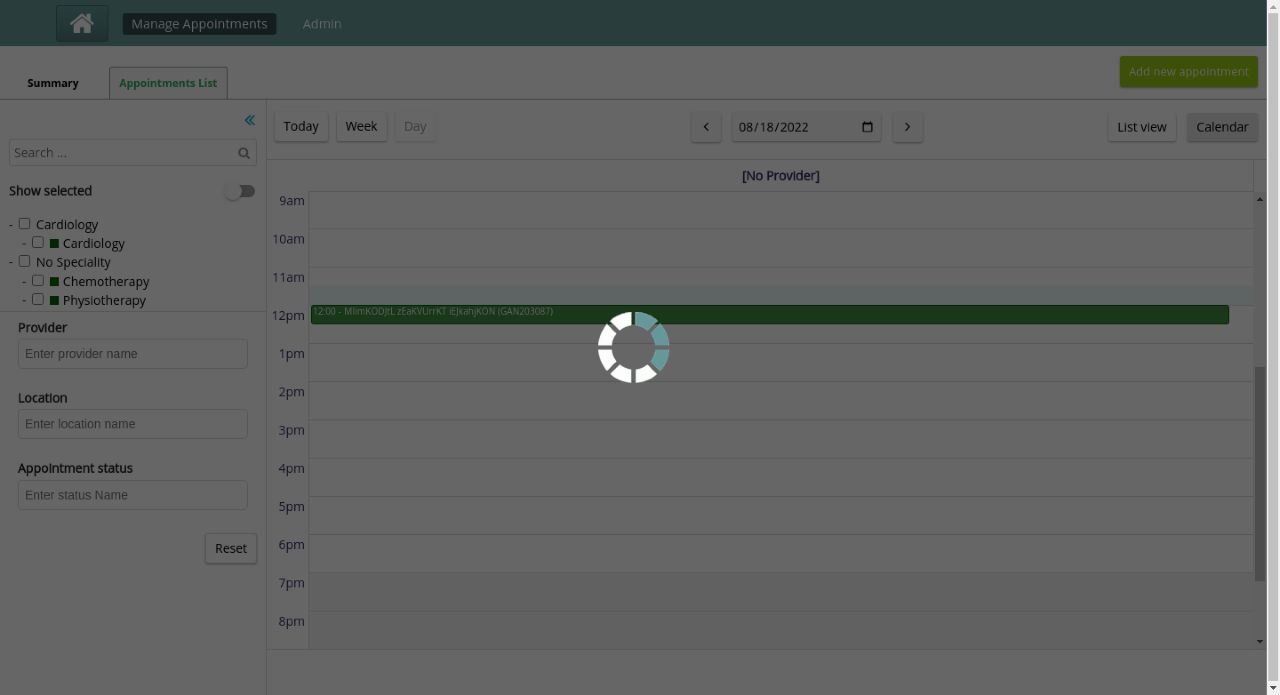 Manage Appointments
Admin
Summary
Appointments List
Add new appointment
Today
Week
Day
08/18/2022
List view
Calendar
Search ...
Show selected
- Cardiology
- Cardiology
- No Speciality
- Chemotherapy
- Physiotherapy
Provider
Enter provider name
Location
Enter location name
Appointment status
Enter status Name
Reset
[No Provider]
9am
10am
11am
12pm
12:00 - (GAN203087)
1pm
2pm
3pm
4pm
5pm
6pm
7pm
8pm